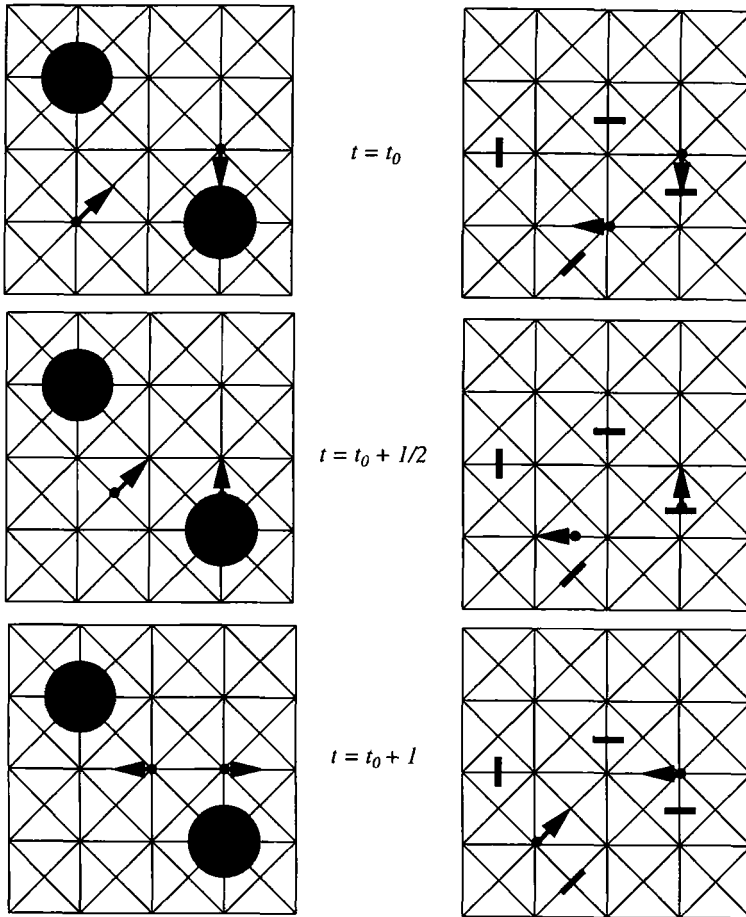 t = t₀
t = t₀ + 1/2
t = t₀ + 1